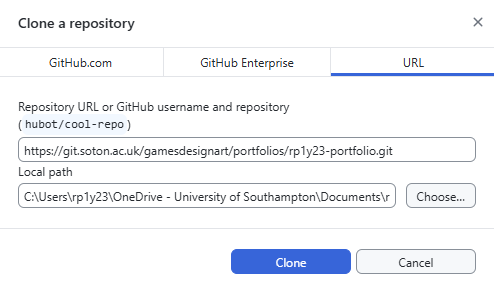 Clone a repository
GitHub.com
GitHub Enterprise
URL
Repository URL or GitHub username and repository
(hubot/cool-repo)
https://git.soton.ac.uk/gamesdesignart/portfolios/rp1y23-portfolio.git
Local path
C:\Users\rp1y23\OneDrive - University of Southampton\Documents\r
Choose...
Clone
Cancel